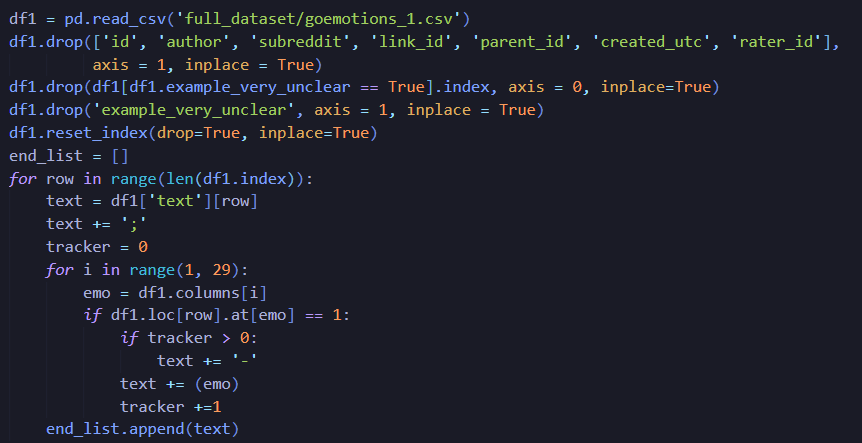 df1 = pd.read_csv('full_dataset/goemotions_1.csv')
df1.drop(['id', 'author', 'subreddit', 'link_id', 'parent_id', 'created_utc', 'rater_id'],
         axis = 1, inplace = True)
df1.drop(df1[df1.example_very_unclear == True].index, axis = 0, inplace=True)
df1.drop('example_very_unclear', axis = 1, inplace = True)
df1.reset_index(drop=True, inplace=True)
end_list = []
for row in range(len(df1.index)):
    text = df1['text'][row]
    text += ';'
    tracker = 0
    for i in range(1, 29):
        emo = df1.columns[i]
        if df1.loc[row].at[emo] == 1:
            if tracker > 0:
                text += '-'
            text += (emo)
            tracker +=1
    end_list.append(text)